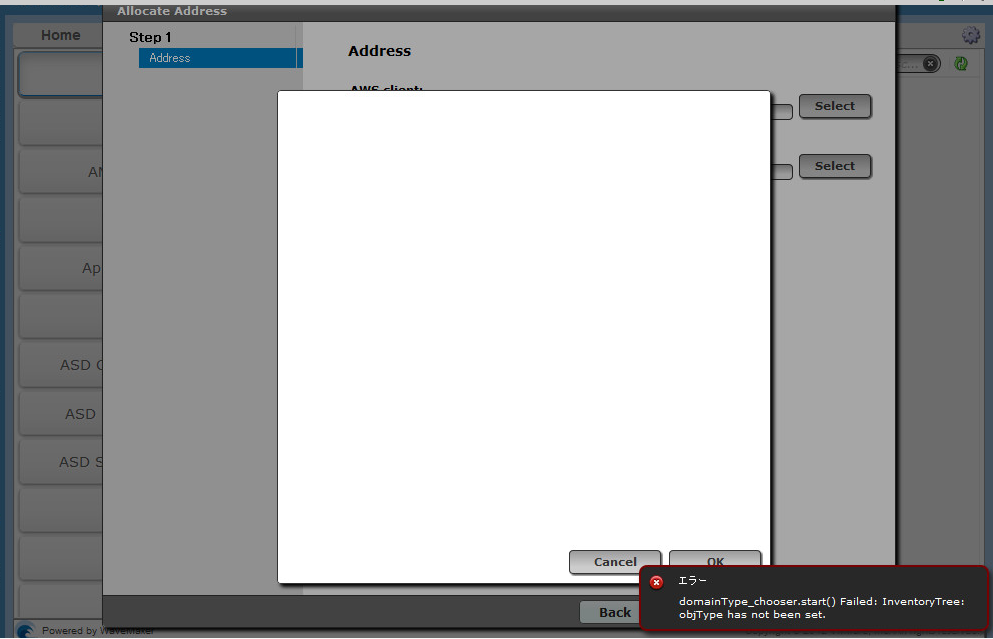 Allocate Address
Home
Step 1
Address
Address
AWS client:
Select
Select
AM
Ap
ASD
ASD
ASD S
Cancel
OK
Back
エラー
domainType_chooser.start() Failed: InventoryTree:
objType has not been set.
Powered by WaveMaker